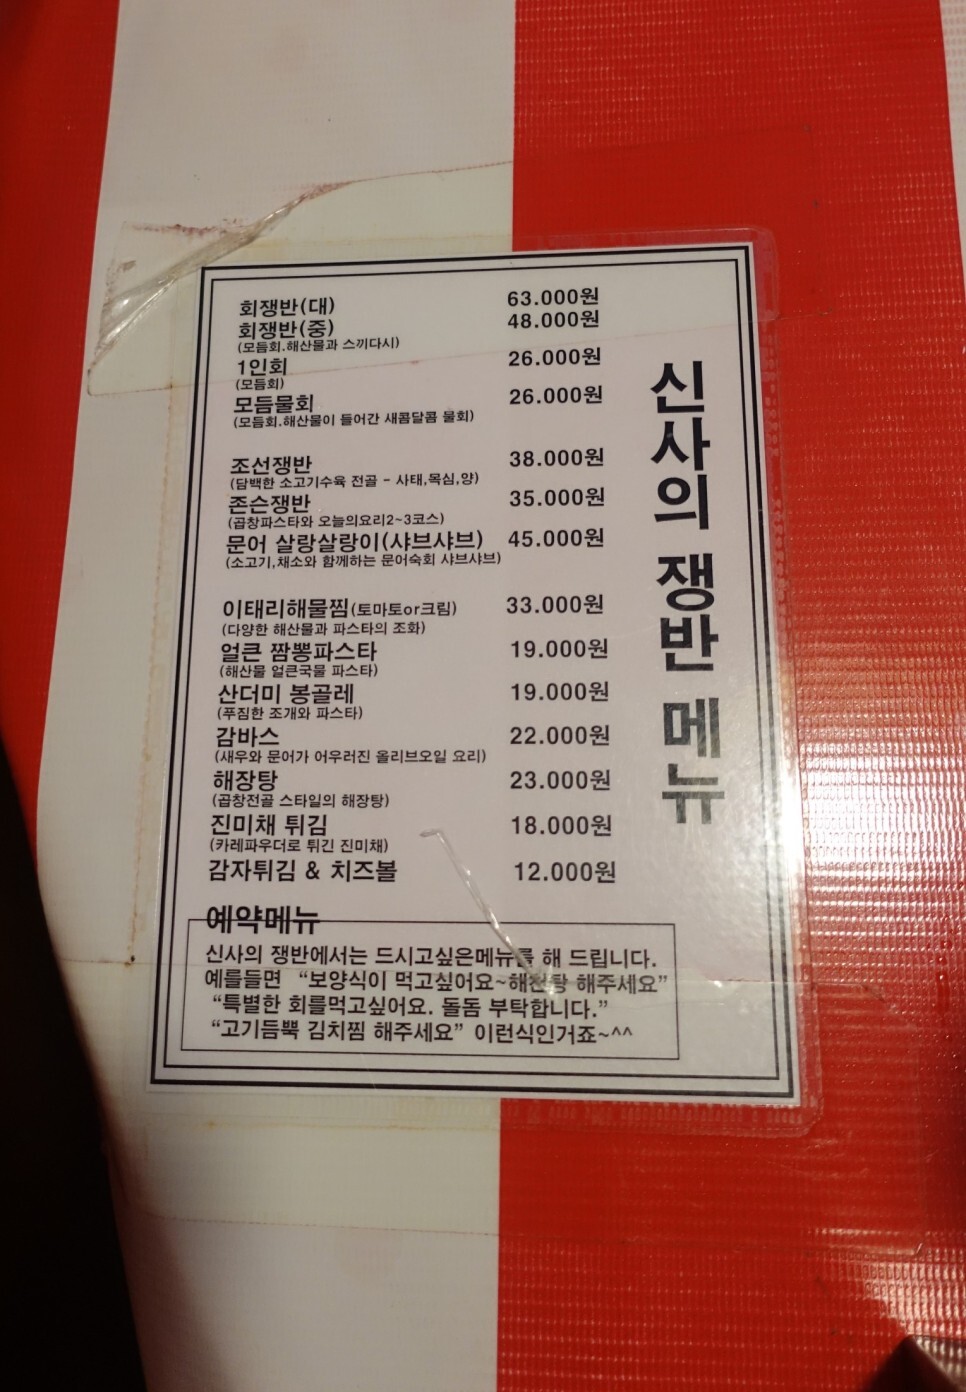 신사의 쟁반 메뉴
회쟁반(대) 63.000원
회쟁반(중) 48.000원
(모듬회.해산물과 스끼다시)
1인회 26.000원
(모듬회)
모듬물회 26.000원
(모듬회.해산물이 들어간 새콤달콤 물회)
조선쟁반 38.000원
(담백한 소고기수육 전골 - 사태,목심,양)
존슨쟁반 35.000원
(곱창파스타와 오늘의요리2~3코스)
문어 살랑살랑이(샤브샤브) 45.000원
(소고기,채소와 함께하는 문어숙회 샤브샤브)
이태리해물찜(토마토or크림) 33.000원
(다양한 해산물과 파스타의 조화)
얼큰 짬뽕파스타 19.000원
(해산물 얼큰국물 파스타)
산더미 봉골레 19.000원
(푸짐한 조개와 파스타)
감바스 22.000원
(새우와 문어가 어우러진 올리브오일 요리)
해장탕 23.000원
(곱창전골 스타일의 해장탕)
진미채 튀김 18.000원
(카레파우더로 튀긴 진미채)
감자튀김 & 치즈볼 12.000원
예약메뉴
신사의 쟁반에서는 드시고싶은메뉴를 해 드립니다.
예를들면 “보양식이 먹고싶어요~해천탕 해주세요”
“특별한 회를먹고싶어요. 돌돔 부탁합니다.”
“고기듬뿍 김치찜 해주세요” 이런식인거죠~^^